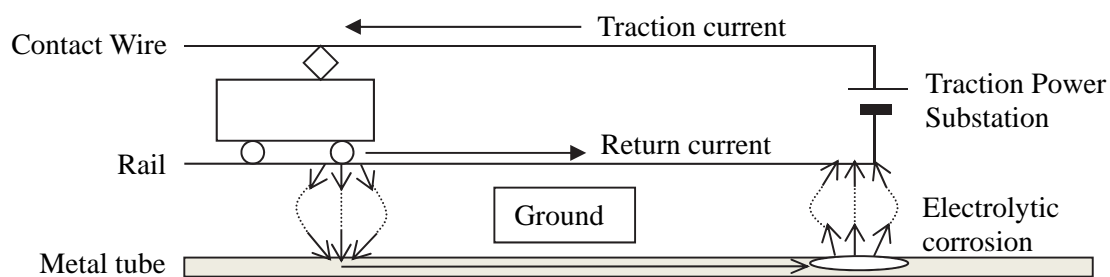 Traction current
Contact Wire
Traction Power
Substation
Return current
Rail
Ground
Electrolytic
corrosion
Metal tube